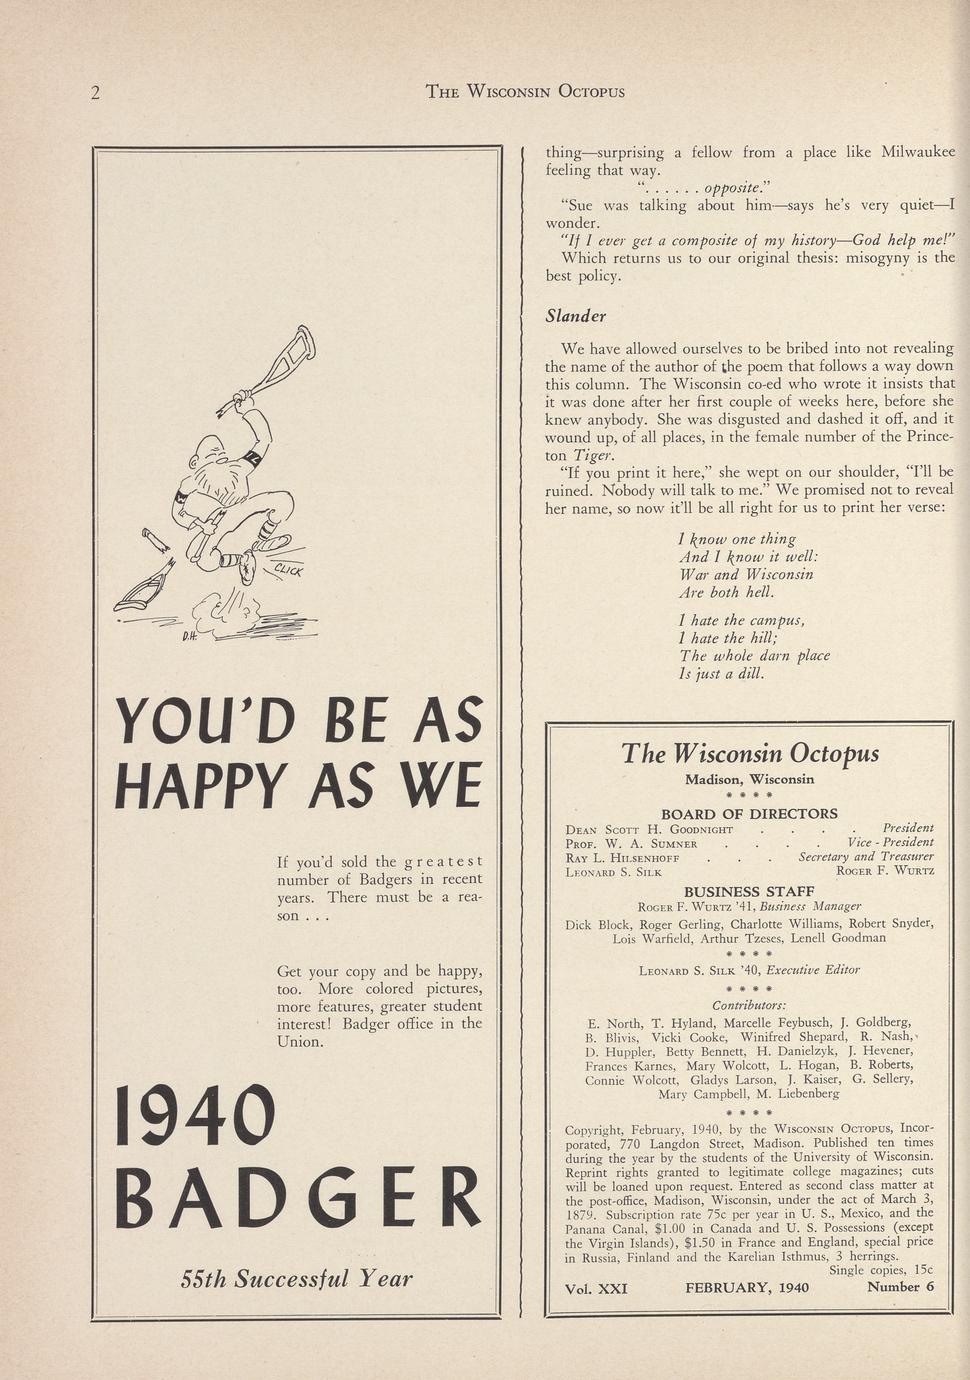 2
THE WISCONSIN OCTOPUS
CLICK
D.H.
YOU'D BE AS
HAPPY AS WE
If you'd sold the greatest
number of Badgers in recent
years. There must be a rea-
son . . .
Get your copy and be happy,
too. More colored pictures,
more features, greater student
interest! Badger office in the
Union.
1940
BADGER
55th Successful Year
thing—surprising a fellow from a place like Milwaukee
feeling that way.
". . . . . . opposite."
"Sue was talking about him—says he's very quiet—I
wonder.
"If I ever get a composite of my history—God help me!"
Which returns us to our original thesis: misogyny is the
best policy.
Slander
We have allowed ourselves to be bribed into not revealing
the name of the author of the poem that follows a way down
this column. The Wisconsin co-ed who wrote it insists that
it was done after her first couple of weeks here, before she
knew anybody. She was disgusted and dashed it off, and it
wound up, of all places, in the female number of the Prince-
ton Tiger.
"If you print it here," she wept on our shoulder, "I'll be
ruined. Nobody will talk to me." We promised not to reveal
her name, so now it'll be all right for us to print her verse:
I know one thing
And I know it well:
War and Wisconsin
Are both hell.
I hate the campus,
I hate the hill;
The whole darn place
Is just a dill.
The Wisconsin Octopus
Madison, Wisconsin
* * * *
BOARD OF DIRECTORS
DEAN SCOTT H. GOODNIGHT . . . . President
PROF. W. A. SUMNER . . . . Vice-President
RAY L. HILSENHOFF . . . Secretary and Treasurer
LEONARD S. SILK ROGER F. WURTZ
BUSINESS STAFF
ROGER F. WURTZ '41, Business Manager
Dick Block, Roger Gerling, Charlotte Williams, Robert Snyder,
Lois Warfield, Arthur Tzeses, Lenell Goodman
* * * *
LEONARD S. SILK '40, Executive Editor
* * * *
Contributors:
E. North, T. Hyland, Marcelle Feybusch, J. Goldberg,
B. Blivis, Vicki Cooke, Winifred Shepard, R. Nash,
D. Huppler, Betty Bennett, H. Danielzyk, J. Hevener,
Frances Karnes, Mary Wolcott, L. Hogan, B. Roberts,
Connie Wolcott, Gladys Larson, J. Kaiser, G. Sellery,
Mary Campbell, M. Liebenberg
* * * *
Copyright, February, 1940, by the WISCONSIN OCTOPUS, Incor-
porated, 770 Langdon Street, Madison. Published ten times
during the year by the students of the University of Wisconsin.
Reprint rights granted to legitimate college magazines; cuts
will be loaned upon request. Entered as second class matter at
the post-office, Madison, Wisconsin, under the act of March 3,
1879. Subscription rate 75c per year in U. S., Mexico, and the
Panama Canal, $1.00 in Canada and U. S. Possessions (except
the Virgin Islands), $1.50 in France and England, special price
in Russia, Finland and the Karelian Isthmus, 3 herrings.
Single copies, 15c
Vol. XXI FEBRUARY, 1940 Number 6